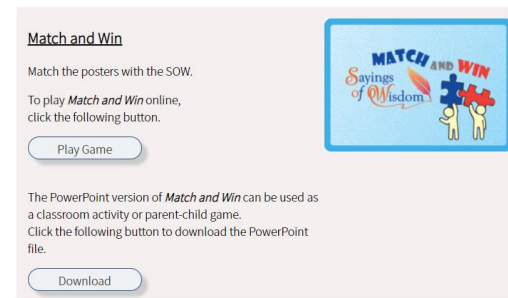 Match and Win
Match the posters with the SOW.
To play Match and Win online,
click the following button.
Play Game
The PowerPoint version of Match and Win can be used as
a classroom activity or parent-child game.
Click the following button to download the PowerPoint
file.
Download
MATCH AND WIN
Sayings
of Wisdom